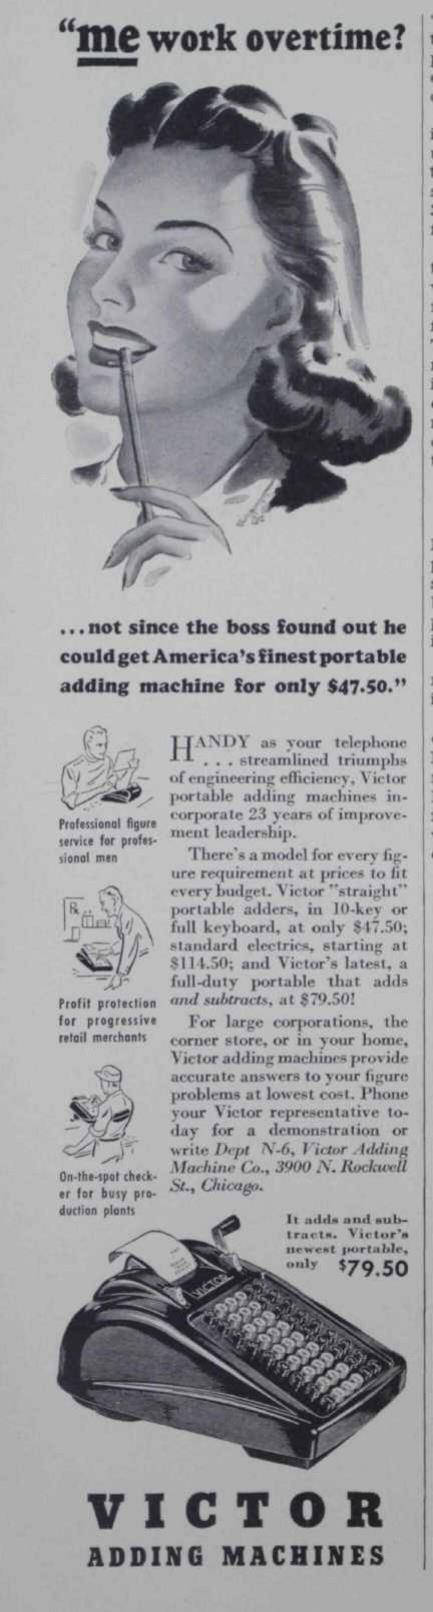 "me work overtime?
...not since the boss found out he
could get America's finest portable
adding machine for only $47.50."
Professional figure
service for profes-
sional men
Profit protection
for progressive
retail merchants
On-the-spot check-
er for busy pro-
duction plants
HANDY as your telephone
... streamlined triumphs
of engineering efficiency, Victor
portable adding machines in-
corporate 23 years of improve-
ment leadership.
There's a model for every fig-
ure requirement at prices to fit
every budget. Victor "straight"
portable adders, in 10-key or
full keyboard, at only $47.50;
standard electrics, starting at
$114.50; and Victor's latest, a
full-duty portable that adds
and subtracts, at $79.50!
For large corporations, the
corner store, or in your home,
Victor adding machines provide
accurate answers to your figure
problems at lowest cost. Phone
your Victor representative to-
day for a demonstration or
write Dept N-6, Victor Adding
Machine Co., 3900 N. Rockwell
St., Chicago.
It adds and sub-
tracts. Victor's
newest portable,
only $79.50
VICTOR
VICTOR
ADDING MACHINES